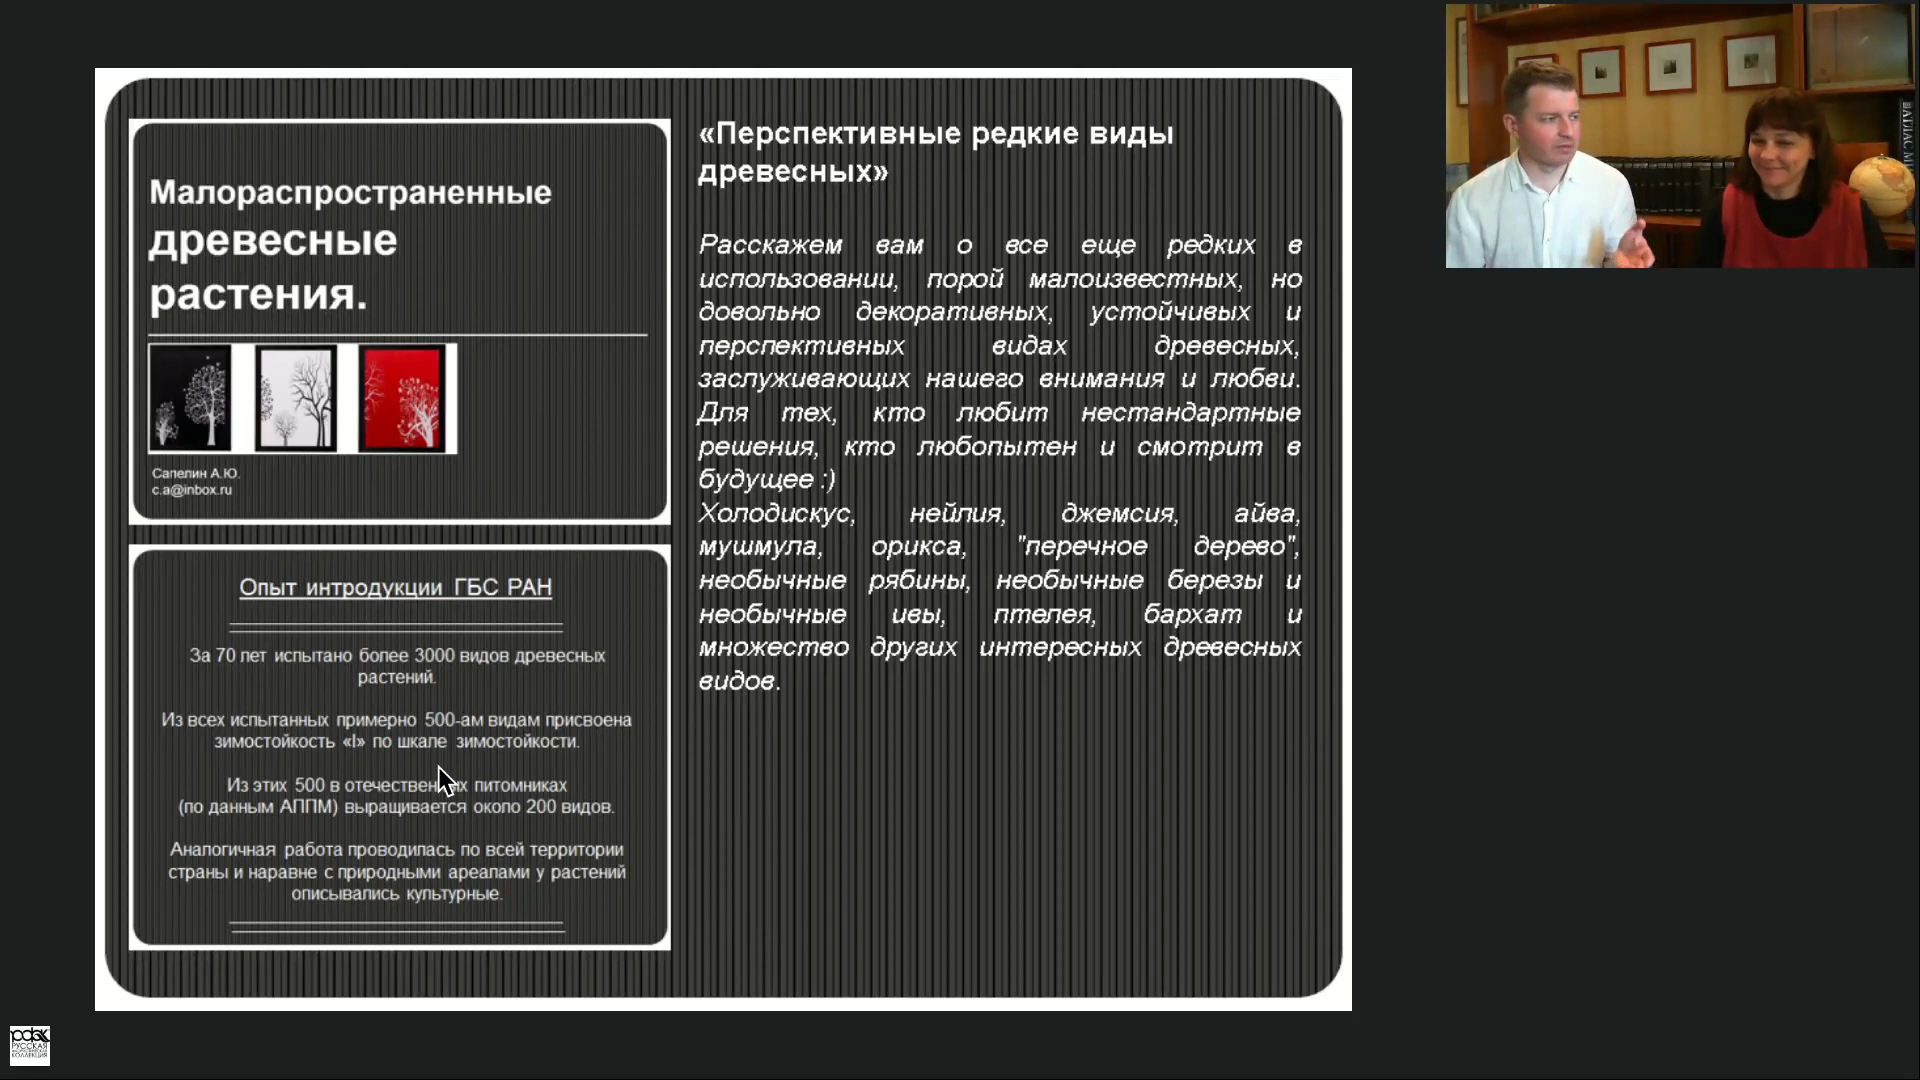 Малораспространенные
древесные
растения.
Сапелин А.Ю.
c.a@inbox.ru
Опыт интродукции ГБС РАН
За 70 лет испытано более 3000 видов древесных
растений.
Из всех испытанных примерно 500-ам видам присвоена
зимостойкость «I» по шкале зимостойкости.
Из этих 500 в отечественных питомниках
(по данным АППМ) выращивается около 200 видов.
Аналогичная работа проводилась по всей территории
страны и наравне с природными ареалами у растений
описывались культурные.
«Перспективные редкие виды
древесных»
Расскажем вам о все еще редких в
использовании, порой малоизвестных, но
довольно декоративных, устойчивых и
перспективных видах древесных,
заслуживающих нашего внимания и любви.
Для тех, кто любит нестандартные
решения, кто любопытен и смотрит в
будущее :)
Холодискус, нейлия, джемсия, айва,
мушмула, орикса, "перечное дерево",
необычные рябины, необычные березы и
необычные ивы, птелея, бархат и
множество других интересных древесных
видов.
РУССКАЯ
КОЛЛЕКЦИЯ